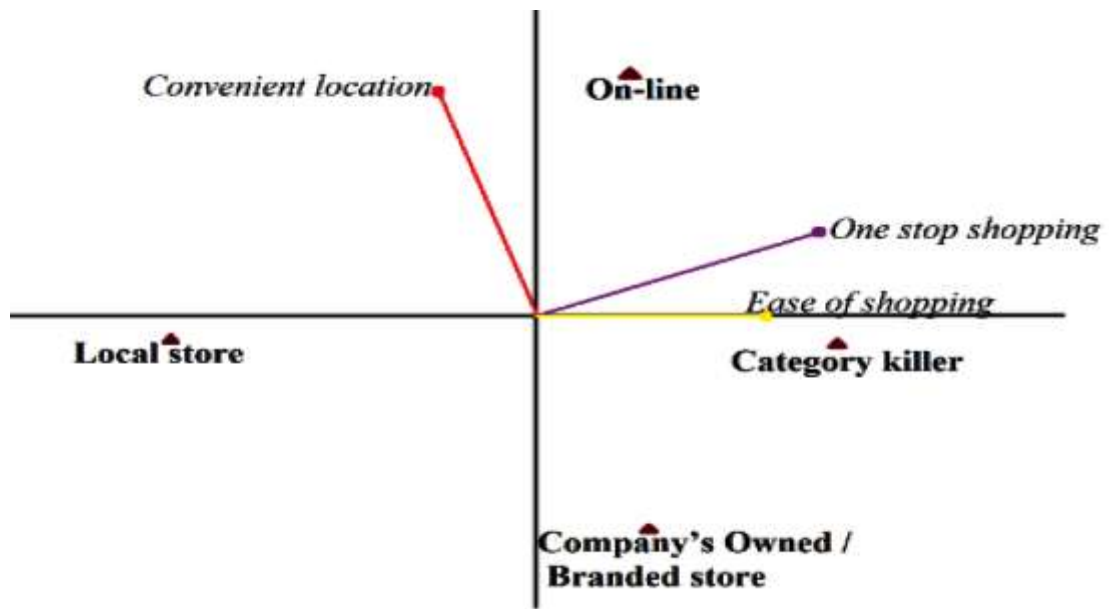 Convenient location
On-line
One stop shopping
Ease of shopping
Local store
Category killer
Company's Owned /
Branded store